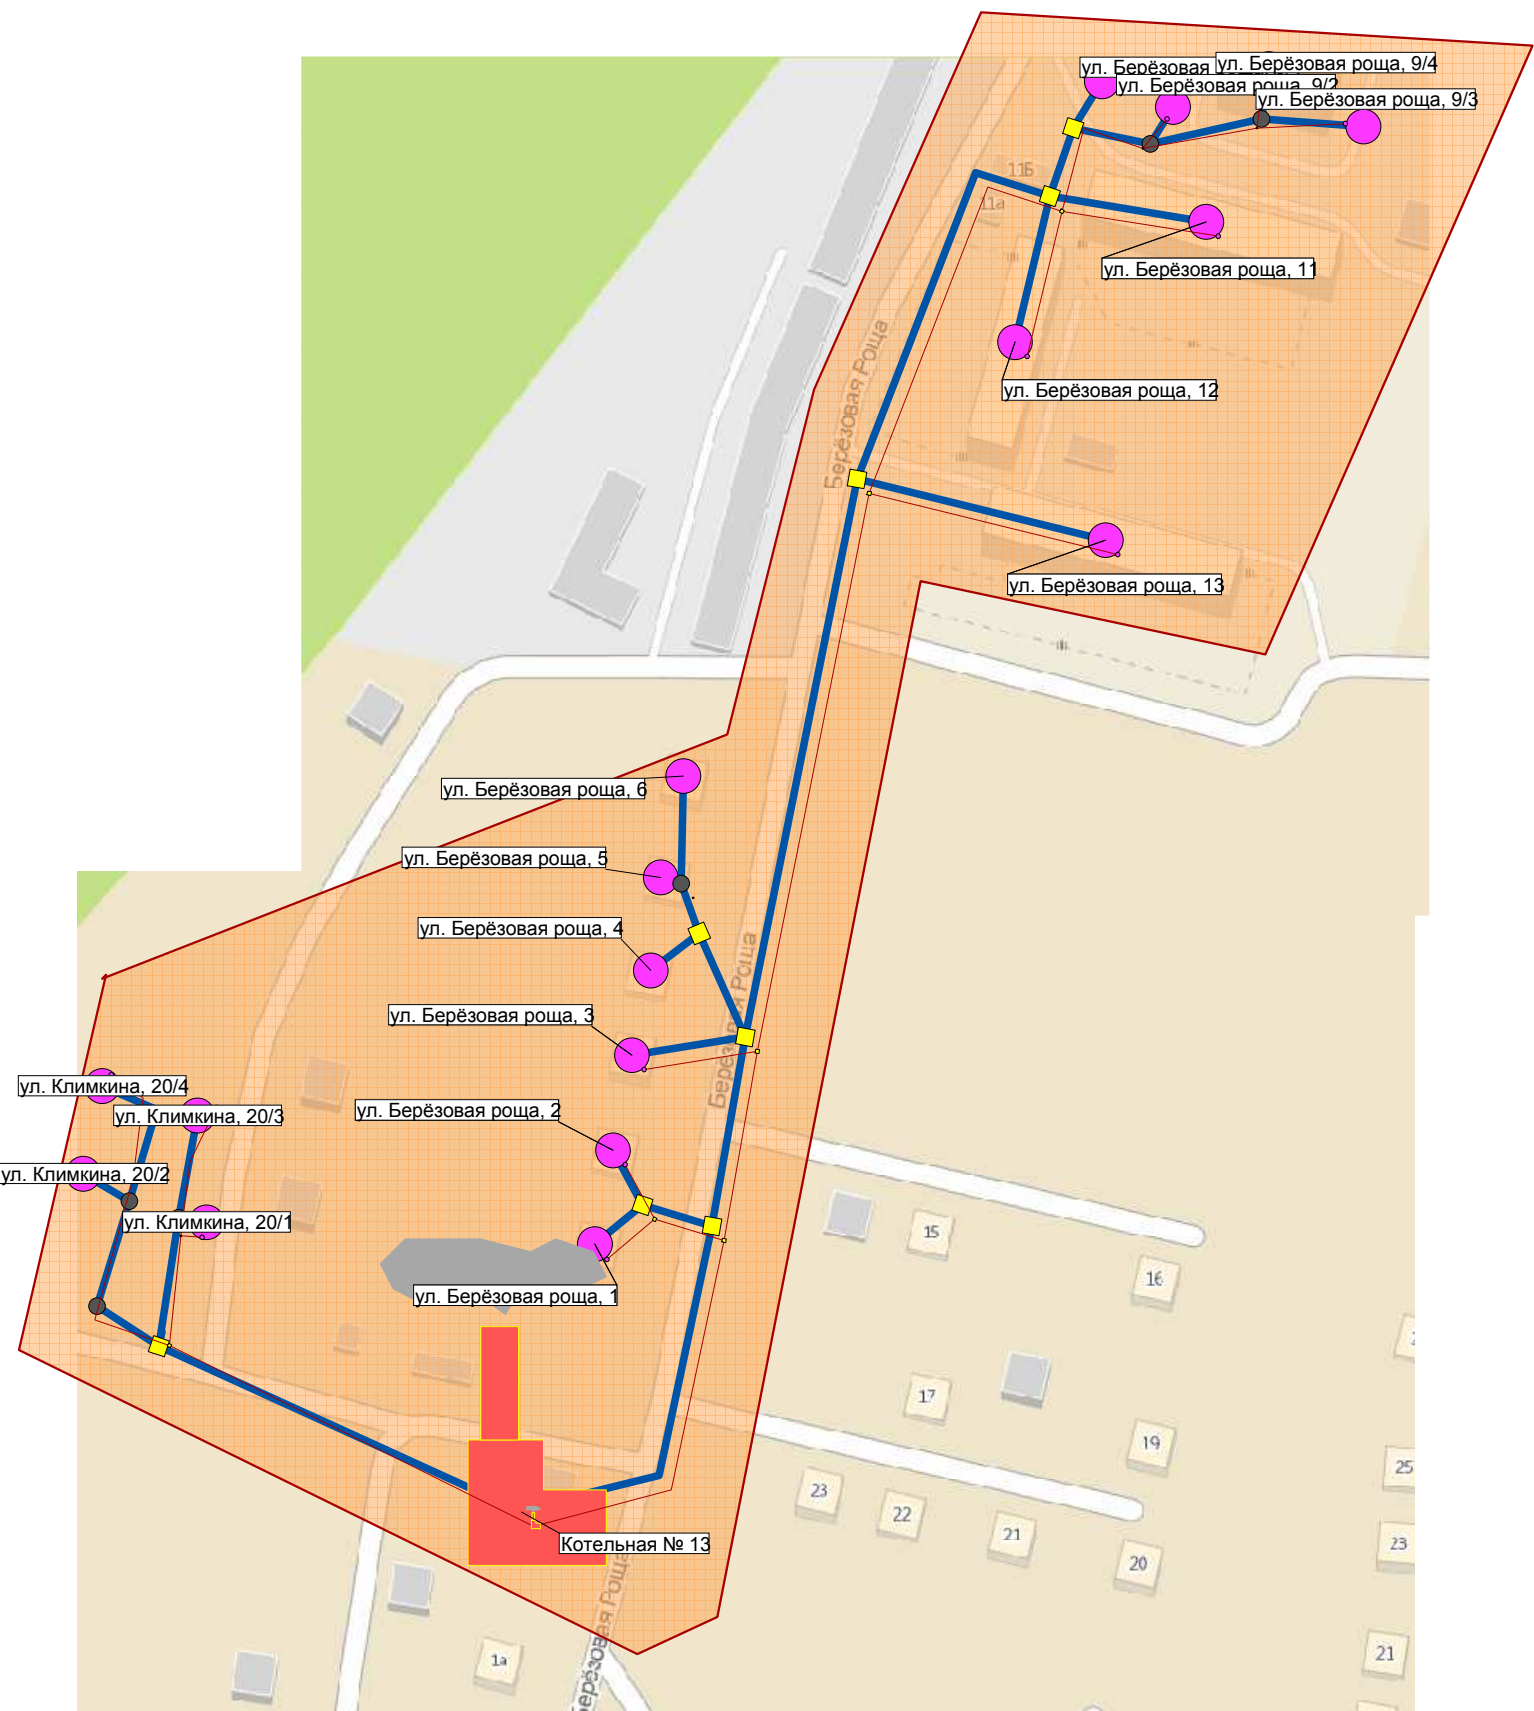 ул. Берёзовая роща, 9/4
ул. Берёзовая
ул. Берёзовая роща, 9/2
ул. Берёзовая роща, 9/3
11Б
11а
ул. Берёзовая роща, 11
Берёзовая Роща
ул. Берёзовая роща, 12
ул. Берёзовая роща, 13
ул. Берёзовая роща, 6
ул. Берёзовая роща, 5
ул. Берёзовая роща, 4
Берёзовая Роща
ул. Берёзовая роща, 3
ул. Климкина, 20/4
ул. Климкина, 20/3
ул. Берёзовая роща, 2
ул. Климкина, 20/2
ул. Климкина, 20/1
15
16
ул. Берёзовая роща, 1
17
19
25
23
22
21
Котельная № 13
23
20
Берёзовая Роща
1а
21